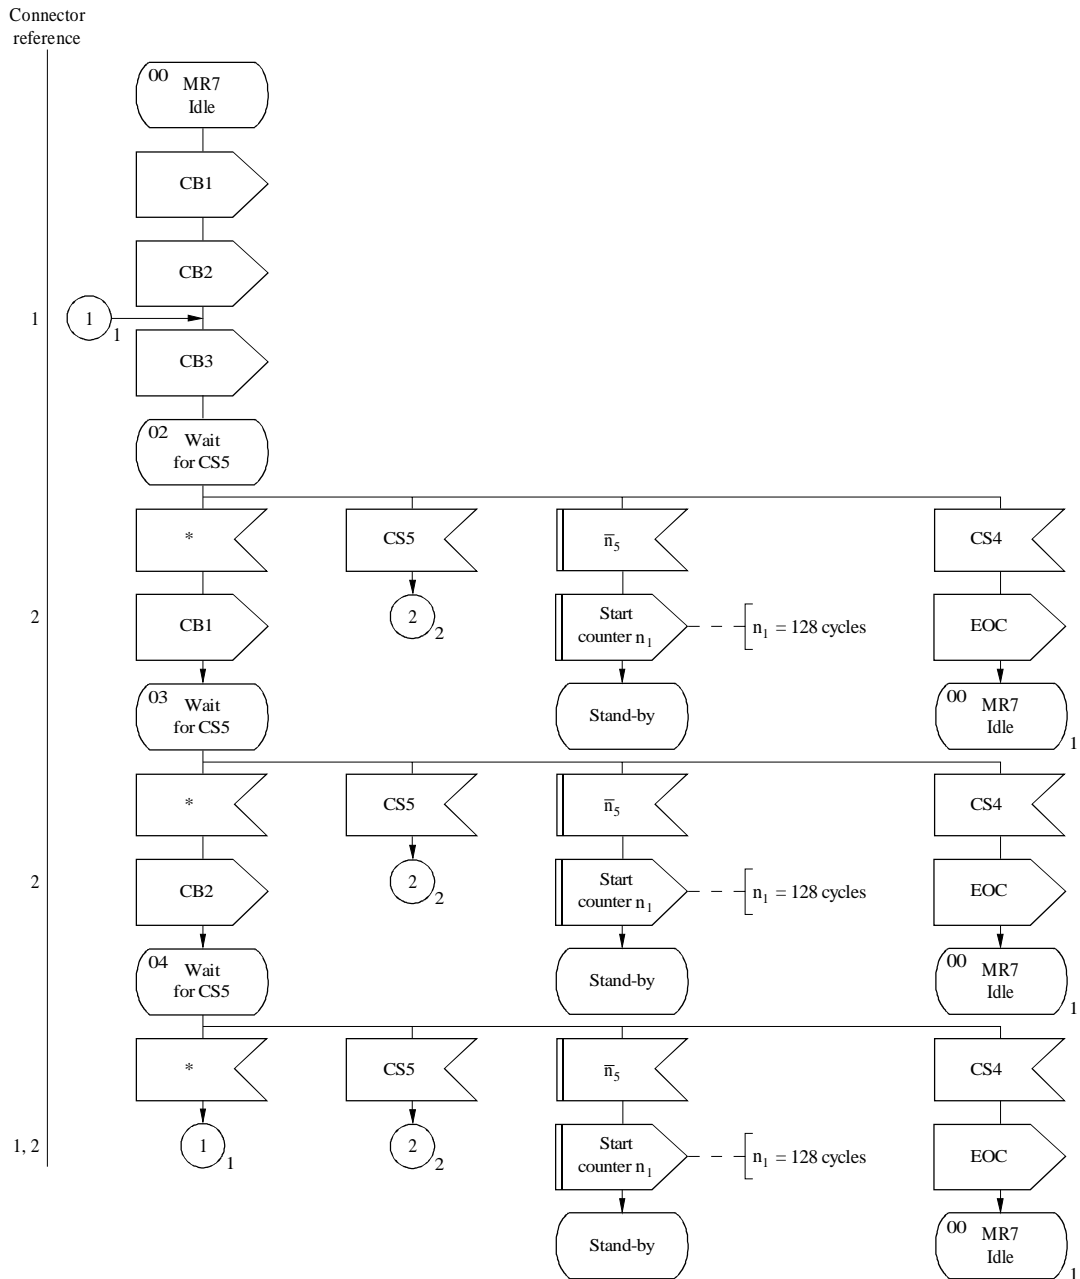 Connector
reference
00 MR7
Idle
CB1
CB2
1 1 1
CB3
02 Wait
for CS5
* CS5 n̅₅ CS4
2 CB1 2 2 Start
counter n₁ n₁ = 128 cycles EOC
03 Wait
for CS5 Stand-by 00 MR7
Idle 1
* CS5 n̅₅ CS4
2 CB2 2 2 Start
counter n₁ n₁ = 128 cycles EOC
04 Wait
for CS5 Stand-by 00 MR7
Idle 1
* CS5 n̅₅ CS4
1, 2 1 1 2 2 Start
counter n₁ n₁ = 128 cycles EOC
Stand-by 00 MR7
Idle 1